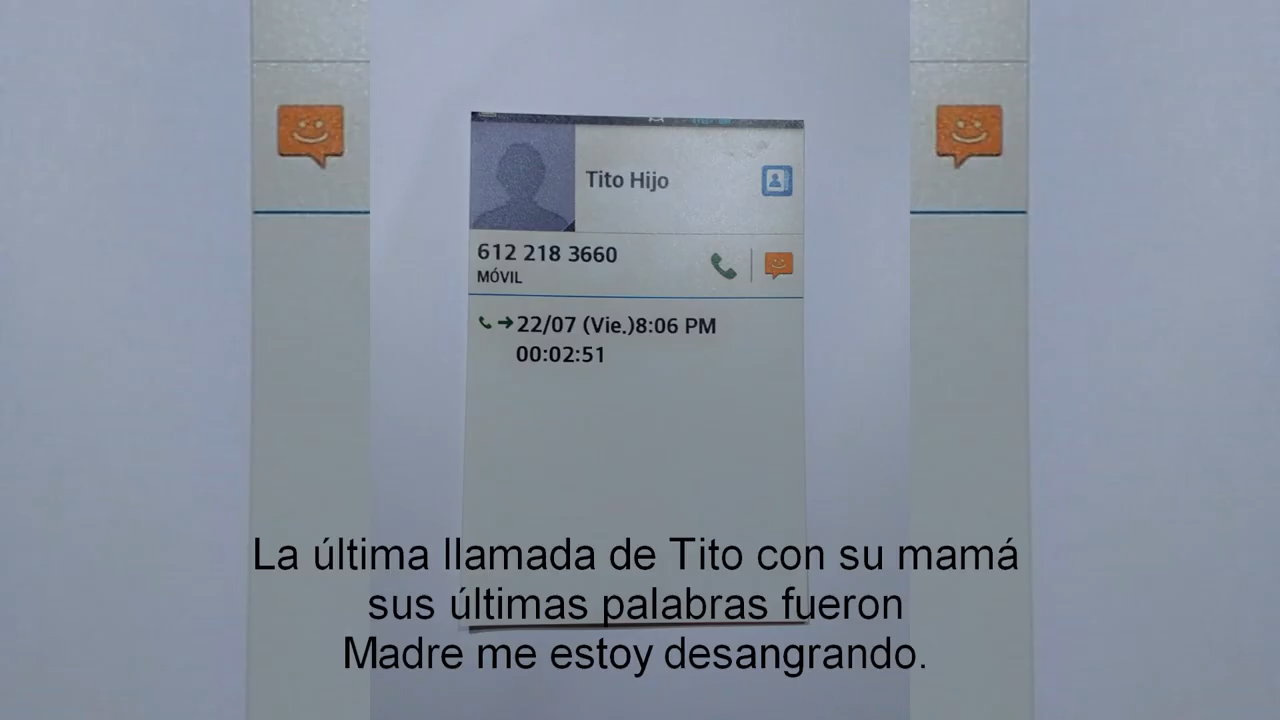 Tito Hijo
612 218 3660
MÓVIL
22/07 (Vie.)8:06 PM
00:02:51
La última llamada de Tito con su mamá
sus últimas palabras fueron
Madre me estoy desangrando.